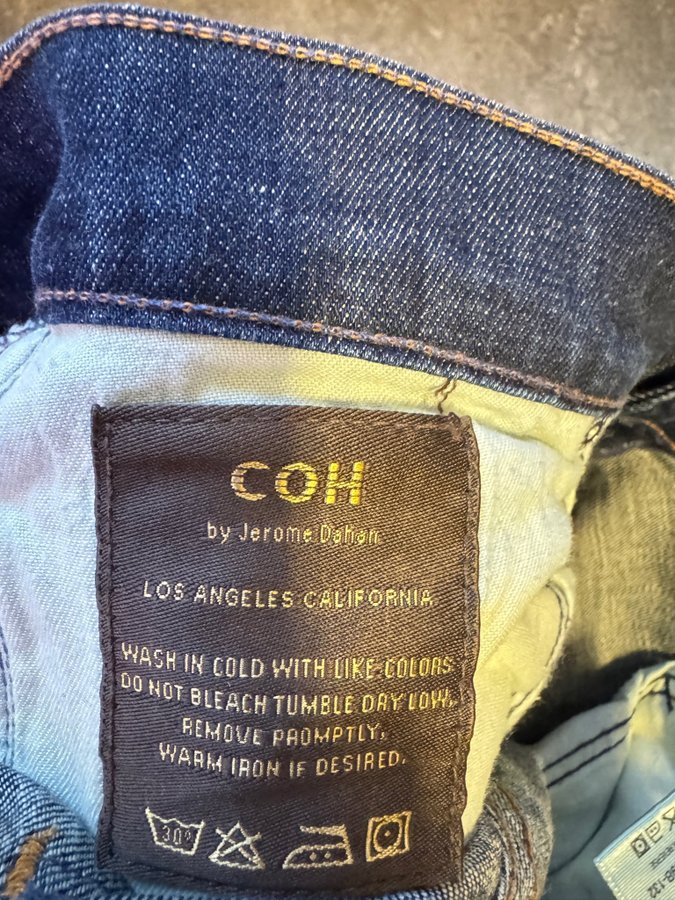 COH
by Jerome Dahan
LOS ANGELES CALIFORNIA
WASH IN COLD WITH LIKE COLORS
DO NOT BLEACH TUMBLE DRY LOW.
REMOVE PROMPTLY.
WARM IRON IF DESIRED.
30°